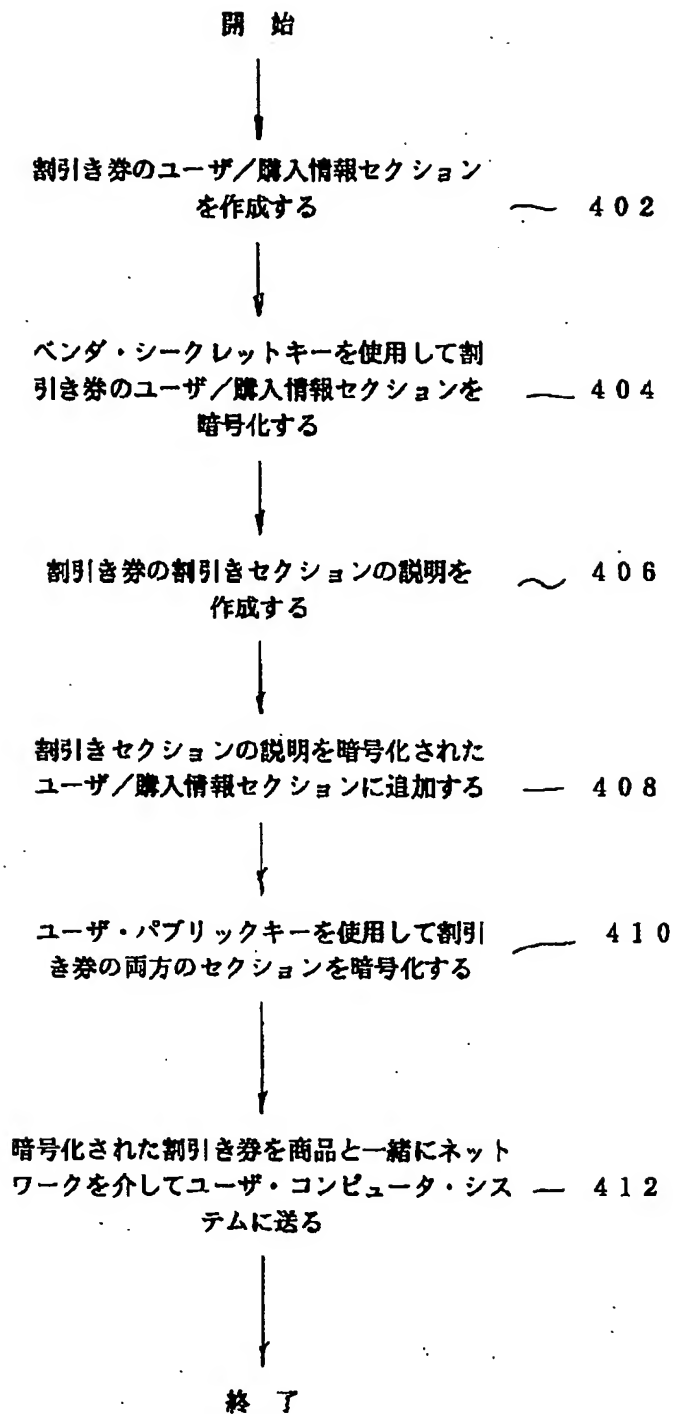 開 始
割引き券のユーザ／購入情報セクション
を作成する 402
ベンダ・シークレットキーを使用して割
引き券のユーザ／購入情報セクションを 404
暗号化する
割引き券の割引きセクションの説明を 406
作成する
割引きセクションの説明を暗号化された
ユーザ／購入情報セクションに追加する 408
ユーザ・パブリックキーを使用して割引 410
き券の両方のセクションを暗号化する
暗号化された割引き券を商品と一緒にネット
ワークを介してユーザ・コンピュータ・シス 412
テムに送る
終 了